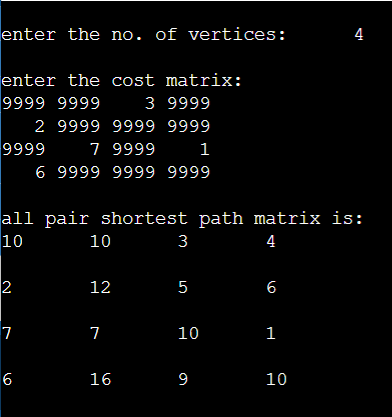 enter the no. of vertices: 4
enter the cost matrix:
9999 9999 3 9999
2 9999 9999 9999
9999 7 9999 1
6 9999 9999 9999
all pair shortest path matrix is:
10 10 3 4
2 12 5 6
7 7 10 1
6 16 9 10